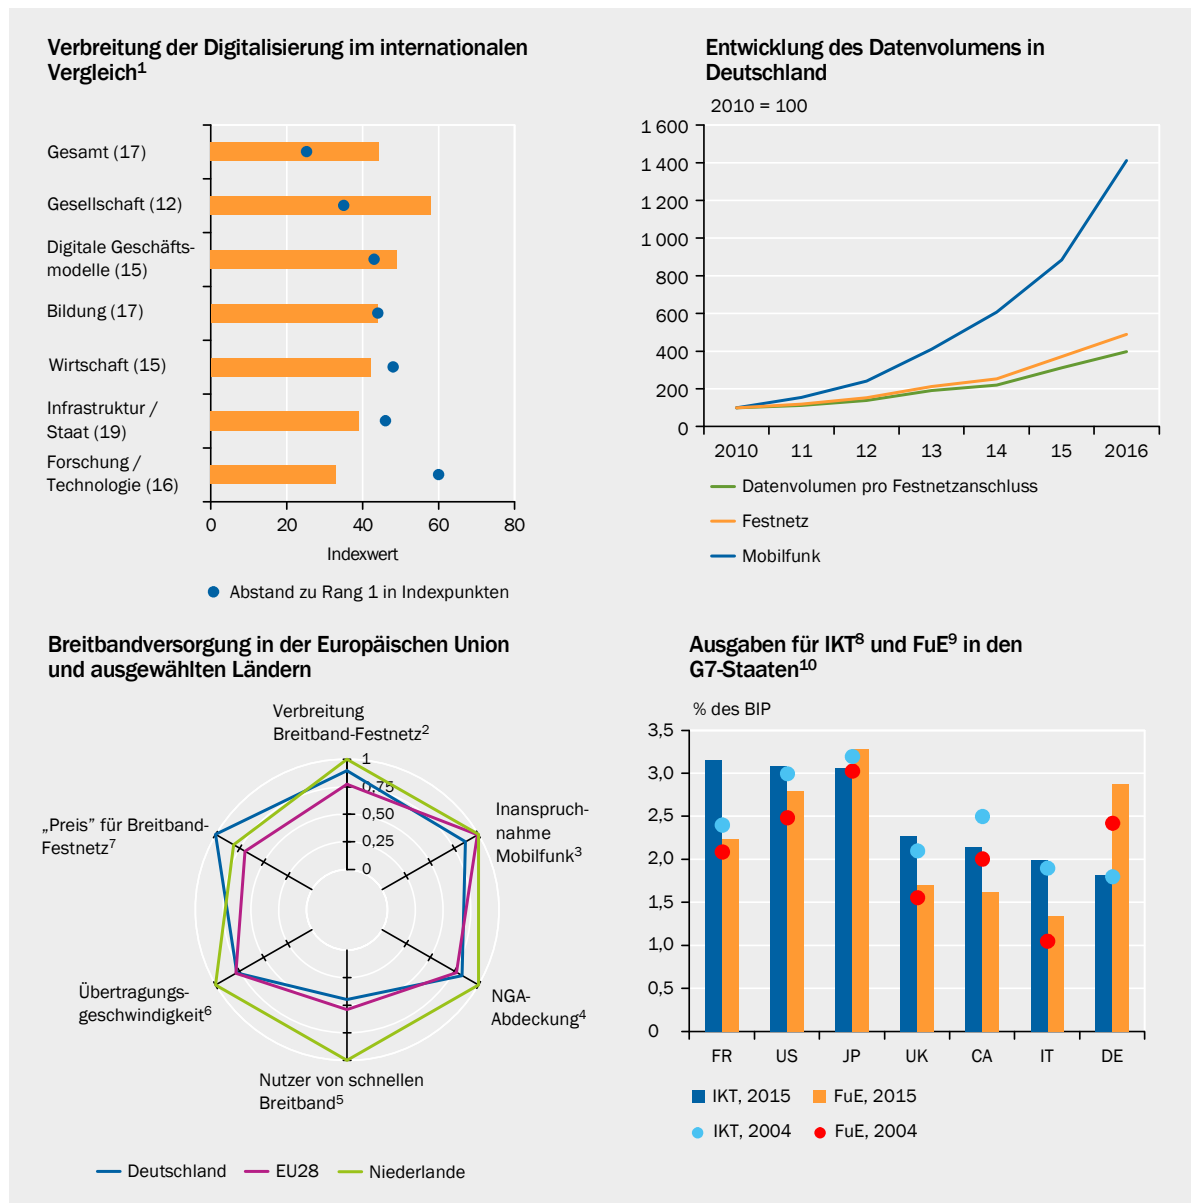 Verbreitung der Digitalisierung im internationalen
Vergleich¹
Gesamt (17)
Gesellschaft (12)
Digitale Geschäfts-
modelle (15)
Bildung (17)
Wirtschaft (15)
Infrastruktur /
Staat (19)
Forschung /
Technologie (16)
0 20 40 60 80
Indexwert
Abstand zu Rang 1 in Indexpunkten
Entwicklung des Datenvolumens in
Deutschland
2010 = 100
1 600
1 400
1 200
1 000
800
600
400
200
0
2010 11 12 13 14 15 2016
Datenvolumen pro Festnetzanschluss
Festnetz
Mobilfunk
Breitbandversorgung in der Europäischen Union
und ausgewählten Ländern
Verbreitung
Breitband-Festnetz²
1
0,75
0,50
0,25
0
Inanspruch-
nahme
Mobilfunk³
NGA-
Abdeckung⁴
Nutzer von schnellen
Breitband⁵
Übertragungs-
geschwindigkeit⁶
„Preis” für Breitband-
Festnetz⁷
Deutschland EU28 Niederlande
Ausgaben für IKT⁸ und FuE⁹ in den
G7-Staaten¹⁰
% des BIP
3,5
3,0
2,5
2,0
1,5
1,0
0,5
0
FR US JP UK CA IT DE
IKT, 2015 FuE, 2015
IKT, 2004 FuE, 2004